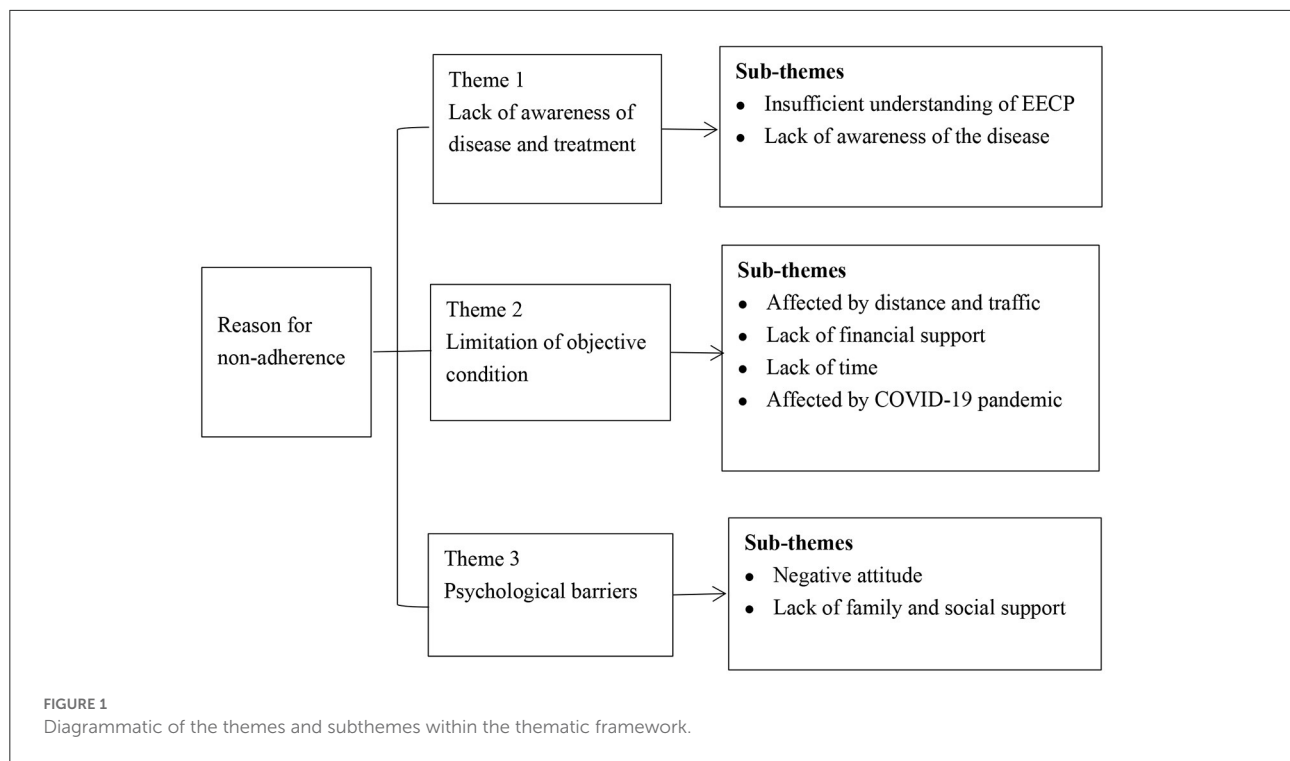 Theme 1
Lack of awareness of
disease and treatment
Sub-themes
• Insufficient understanding of EECP
• Lack of awareness of the disease
Reason for
non-adherence
Theme 2
Limitation of objective
condition
Sub-themes
• Affected by distance and traffic
• Lack of financial support
• Lack of time
• Affected by COVID-19 pandemic
Theme 3
Psychological barriers
Sub-themes
• Negative attitude
• Lack of family and social support
FIGURE 1
Diagrammatic of the themes and subthemes within the thematic framework.